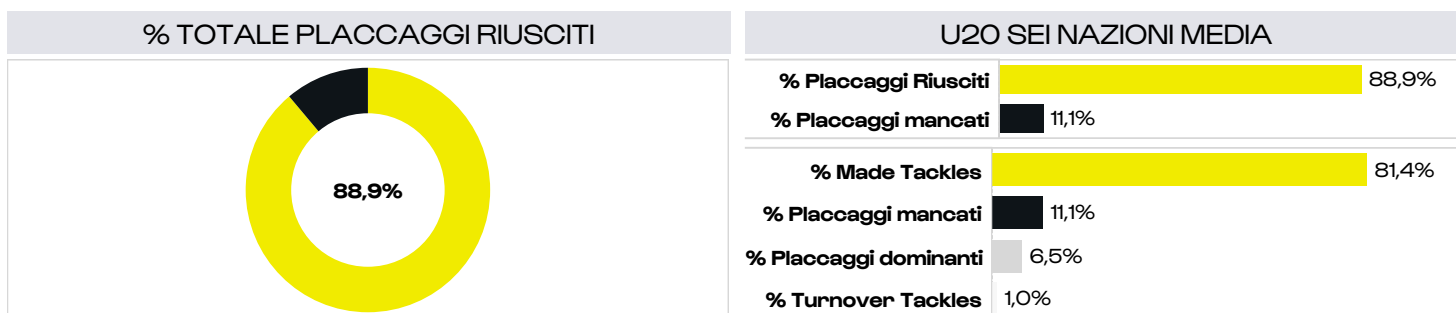 % TOTALE PLACCAGGI RIUSCITI
88,9%
U20 SEI NAZIONI MEDIA
% Placcaggi Riusciti 88,9%
% Placcaggi mancati 11,1%
% Made Tackles 81,4%
% Placcaggi mancati 11,1%
% Placcaggi dominanti 6,5%
% Turnover Tackles 1,0%